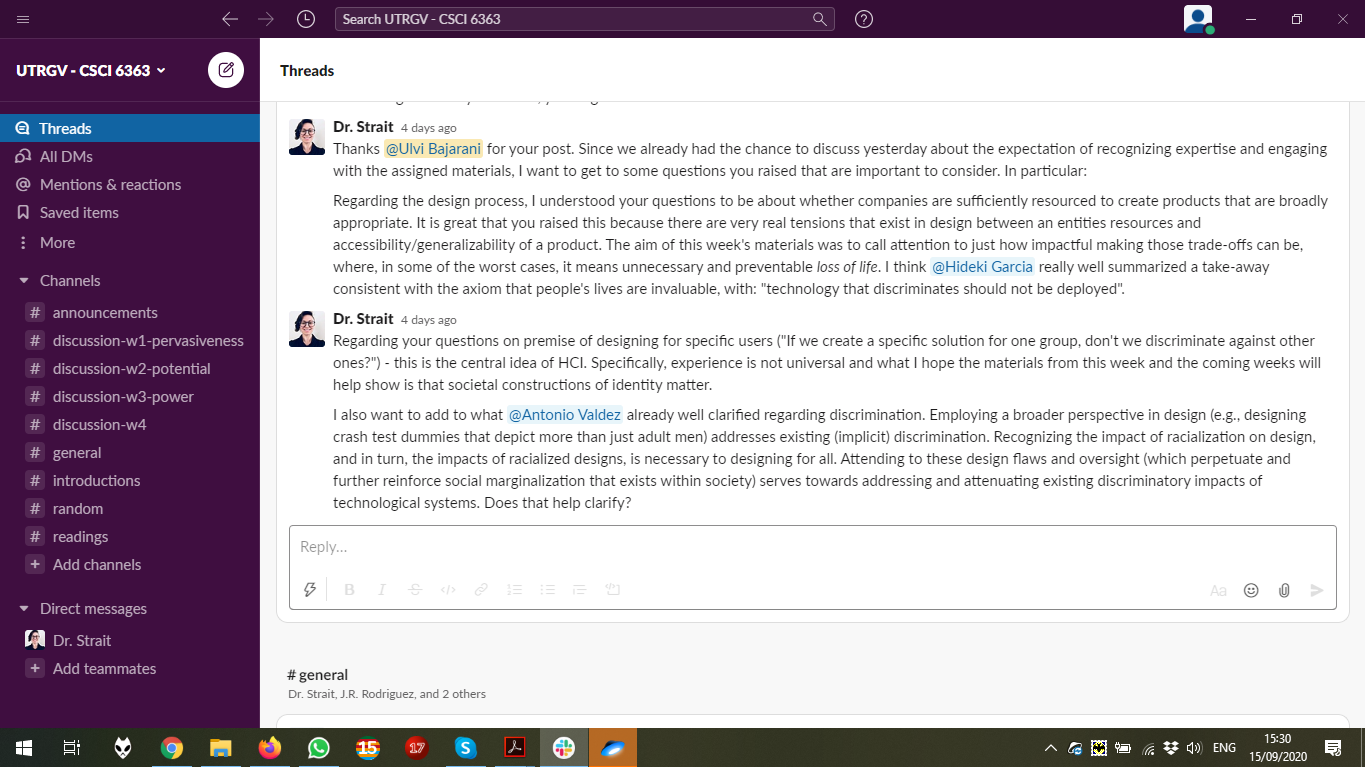 Search UTRGV - CSCI 6363
UTRGV - CSCI 6363
Threads
All DMs
Mentions & reactions
Saved items
More
Channels
# announcements
# discussion-w1-pervasiveness
# discussion-w2-potential
# discussion-w3-power
# discussion-w4
# general
# introductions
# random
# readings
+ Add channels
Direct messages
Dr. Strait
+ Add teammates
Threads
Dr. Strait 4 days ago
Thanks @Ulvi Bajarani for your post. Since we already had the chance to discuss yesterday about the expectation of recognizing expertise and engaging
with the assigned materials, I want to get to some questions you raised that are important to consider. In particular:
Regarding the design process, I understood your questions to be about whether companies are sufficiently resourced to create products that are broadly
appropriate. It is great that you raised this because there are very real tensions that exist in design between an entities resources and
accessibility/generalizability of a product. The aim of this week's materials was to call attention to just how impactful making those trade-offs can be,
where, in some of the worst cases, it means unnecessary and preventable loss of life. I think @Hideki Garcia really well summarized a take-away
consistent with the axiom that people's lives are invaluable, with: "technology that discriminates should not be deployed".
Dr. Strait 4 days ago
Regarding your questions on premise of designing for specific users ("If we create a specific solution for one group, don't we discriminate against other
ones?") - this is the central idea of HCI. Specifically, experience is not universal and what I hope the materials from this week and the coming weeks will
help show is that societal constructions of identity matter.
I also want to add to what @Antonio Valdez already well clarified regarding discrimination. Employing a broader perspective in design (e.g., designing
crash test dummies that depict more than just adult men) addresses existing (implicit) discrimination. Recognizing the impact of racialization on design,
and in turn, the impacts of racialized designs, is necessary to designing for all. Attending to these design flaws and oversight (which perpetuate and
further reinforce social marginalization that exists within society) serves towards addressing and attenuating existing discriminatory impacts of
technological systems. Does that help clarify?
Reply...
B I S </> Aa
# general
Dr. Strait, J.R. Rodriguez, and 2 others
15 17 S ENG 15:30
15/09/2020